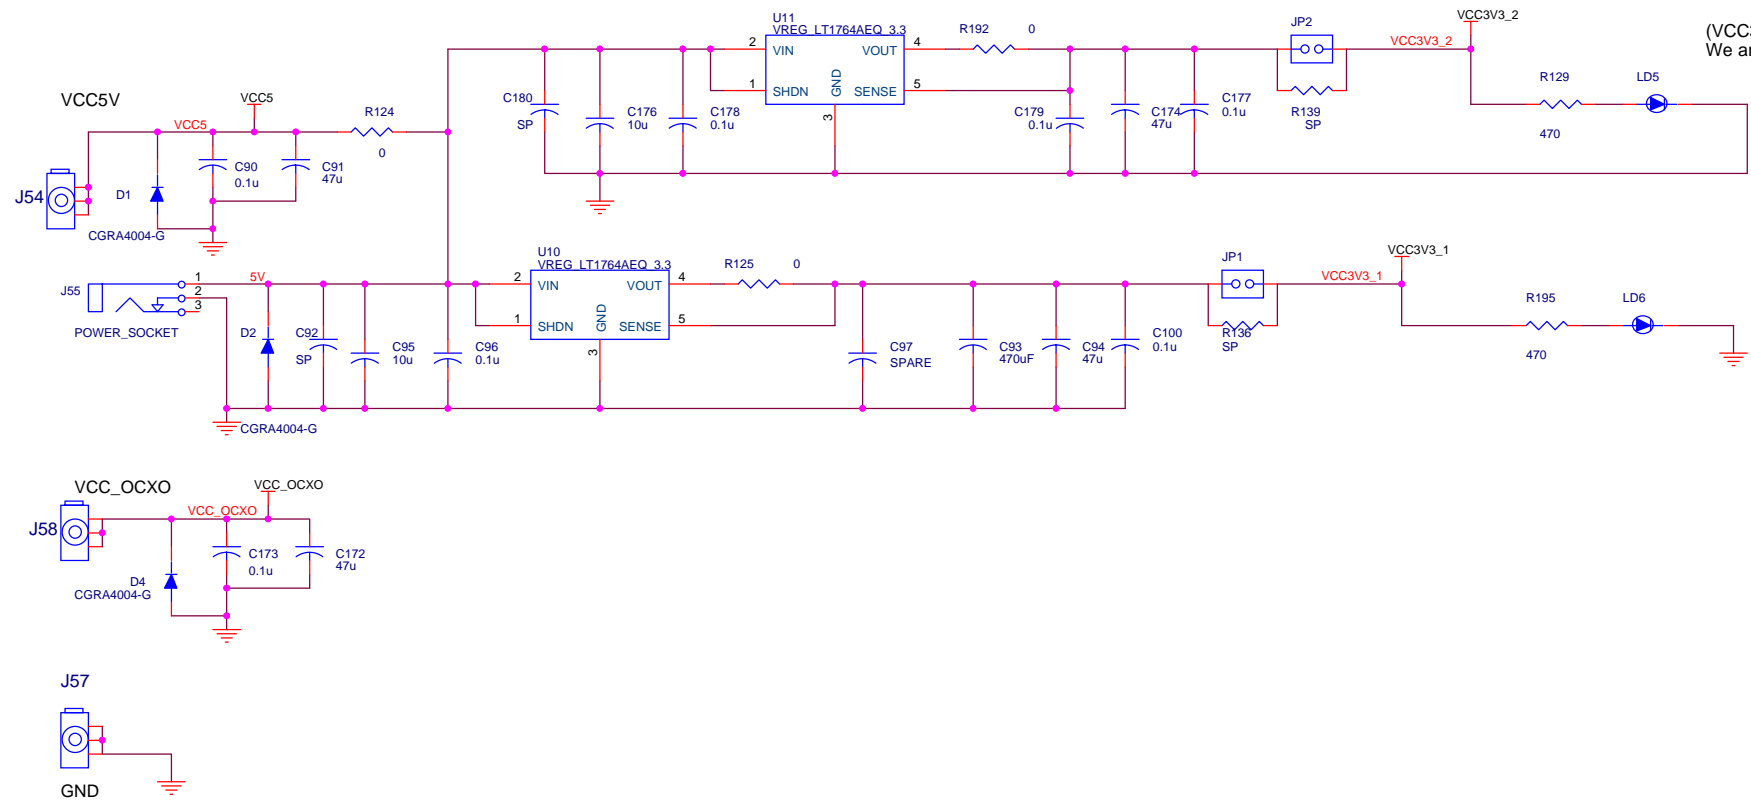 U11
VREG_LT1764AEQ_3.3
2 VIN VOUT 4
1 SHDN GND SENSE 5
3
R192 0
JP2
VCC3V3_2
VCC3V3_2
(VCC3
We ar
R129
470
LD5
R139
SP
C180
SP
C176
10u
C178
0.1u
C179
0.1u
C174
47u
C177
0.1u
VCC5V
VCC5
VCC5
R124
0
J54
D1
CGRA4004-G
C90
0.1u
C91
47u
U10
VREG_LT1764AEQ_3.3
2 VIN VOUT 4
1 SHDN GND SENSE 5
3
R125 0
JP1
VCC3V3_1
VCC3V3_1
R195
470
LD6
R136
SP
J55
1
2
3
POWER_SOCKET
5V
D2
CGRA4004-G
C92
SP
C95
10u
C96
0.1u
C97
SPARE
C93
470uF
C94
47u
C100
0.1u
VCC_OCXO
VCC_OCXO
VCC_OCXO
J58
D4
CGRA4004-G
C173
0.1u
C172
47u
J57
GND